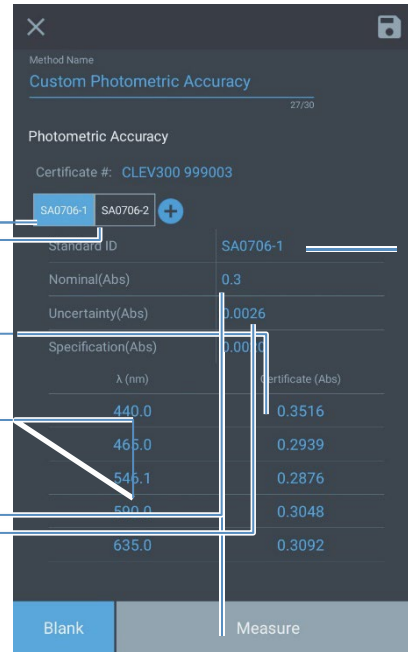 Method Name
Custom Photometric Accuracy
27/30
Photometric Accuracy
Certificate #: CLEV300 999003
SA0706-1 SA0706-2
Standard ID SA0706-1
Nominal(Abs) 0.3
Uncertainty(Abs) 0.0026
Specification(Abs)
λ (nm) Certificate (Abs)
440.0 0.3516
465.0 0.2939
546.1 0.2876
590.0 0.3048
635.0 0.3092
Blank Measure